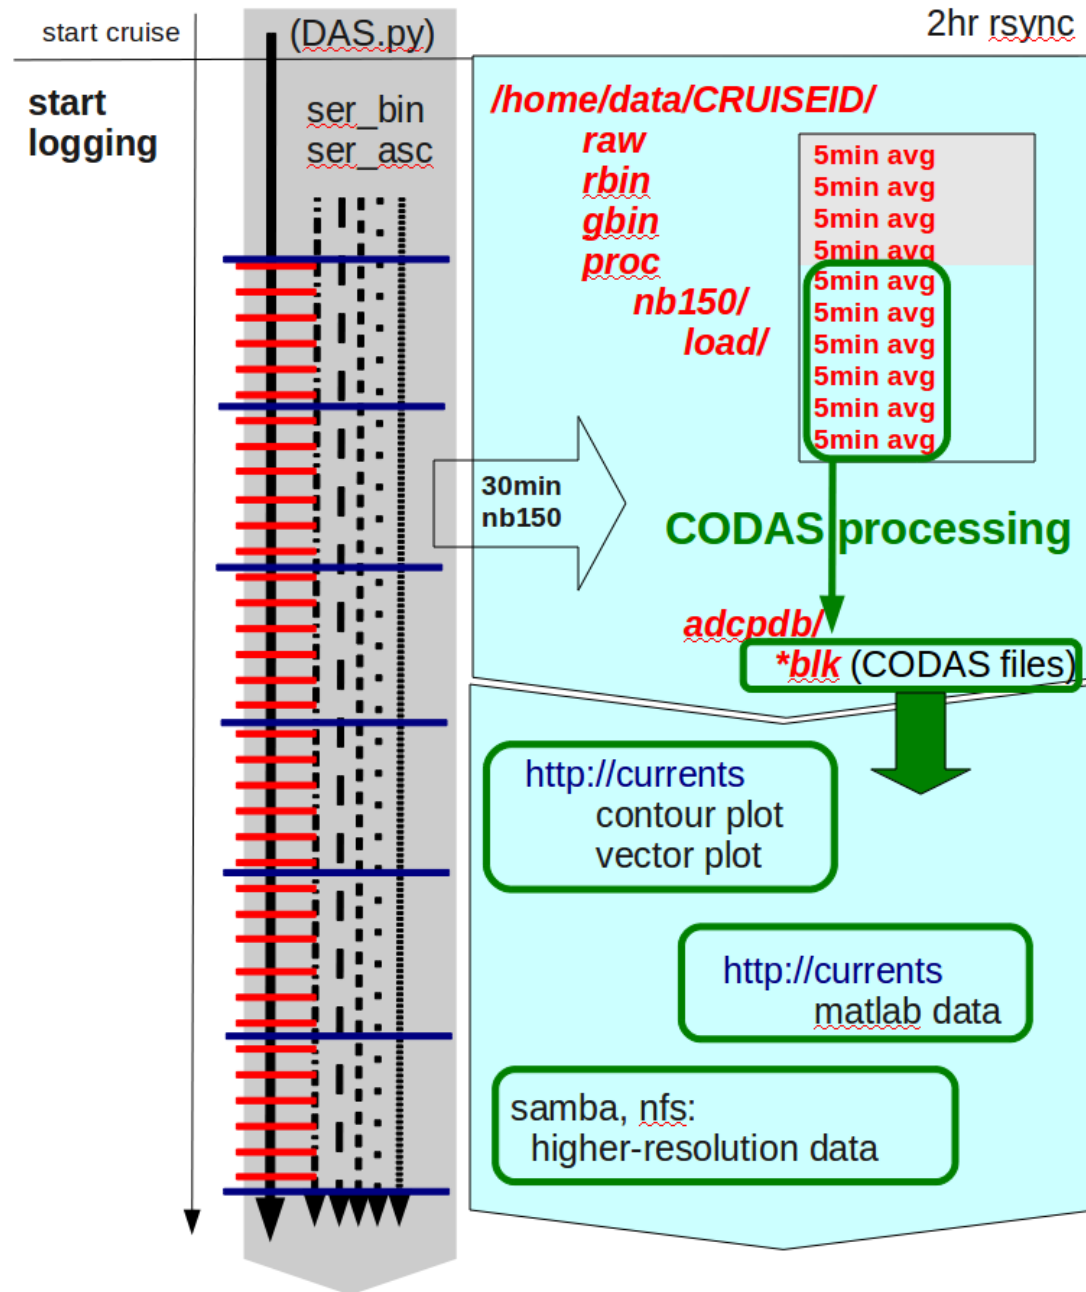 start cruise
(DAS.py)
2hr rsync
start
logging
ser_bin
ser_asc
/home/data/CRUISEID/
raw
rbin
gbin
proc
nb150/
load/
5min avg
5min avg
5min avg
5min avg
5min avg
5min avg
5min avg
5min avg
5min avg
5min avg
30min
nb150
CODAS processing
adcpdb/
*blk (CODAS files)
http://currents
contour plot
vector plot
http://currents
matlab data
samba, nfs:
higher-resolution data